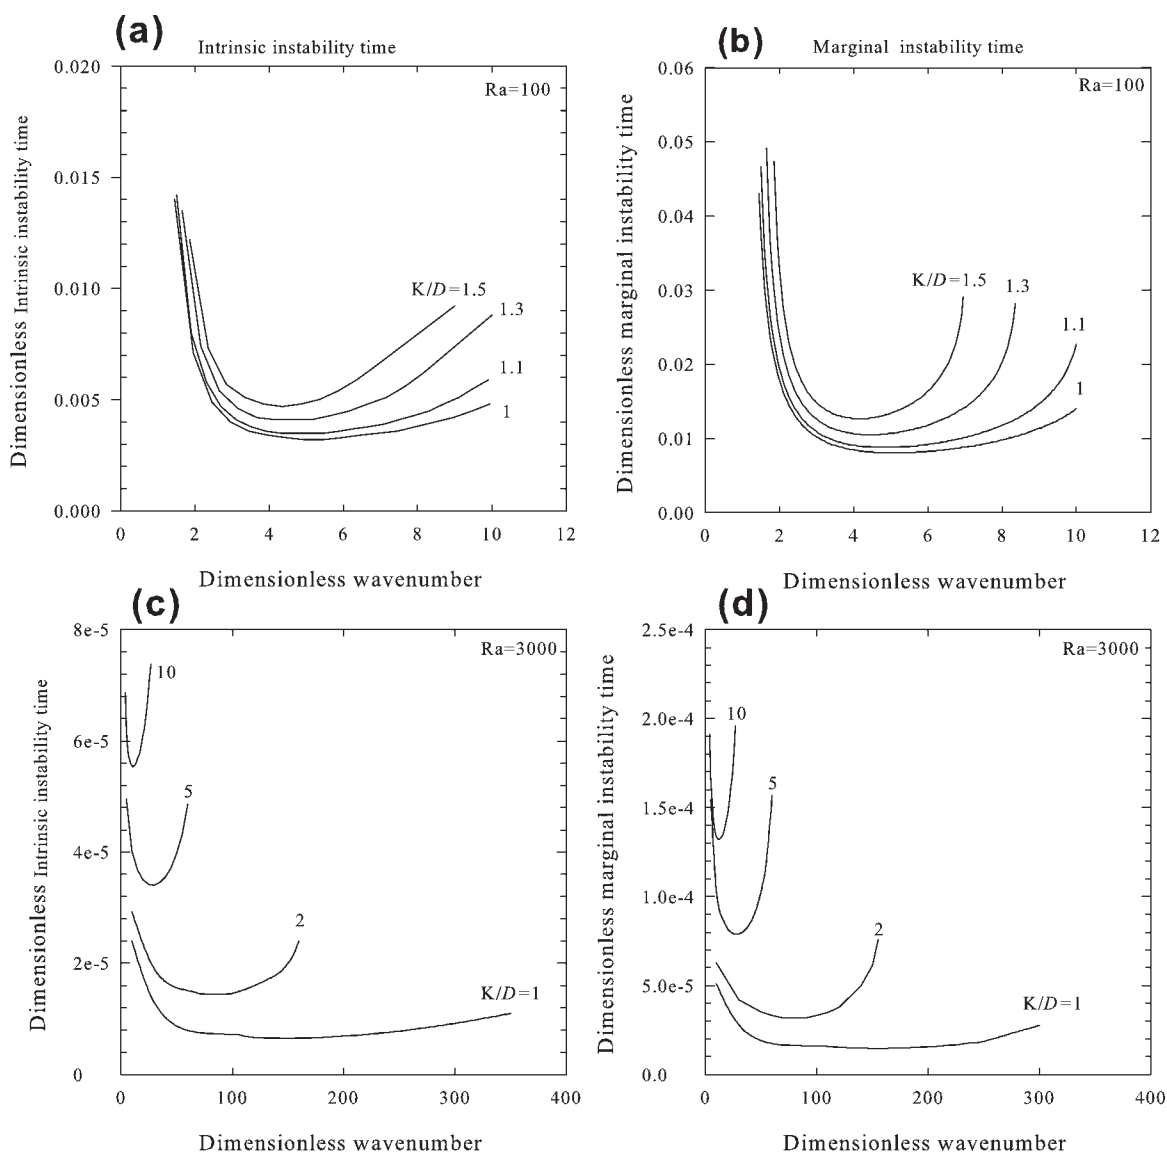 (a)
Intrinsic instability time
0.020
0.015
0.010
0.005
0.000
Dimensionless Intrinsic instability time
Ra=100
K/D=1.5
1.3
1.1
1
0 2 4 6 8 10 12
Dimensionless wavenumber
(b)
Marginal instability time
0.06
0.05
0.04
0.03
0.02
0.01
0.00
Dimensionless marginal instability time
Ra=100
K/D=1.5
1.3
1.1
1
0 2 4 6 8 10 12
Dimensionless wavenumber
(c)
8e-5
6e-5
4e-5
2e-5
0
Dimensionless Intrinsic instability time
Ra=3000
10
5
2
K/D=1
0 100 200 300 400
Dimensionless wavenumber
(d)
2.5e-4
2.0e-4
1.5e-4
1.0e-4
5.0e-5
0.0
Dimensionless marginal instability time
Ra=3000
10
5
2
K/D=1
0 100 200 300 400
Dimensionless wavenumber